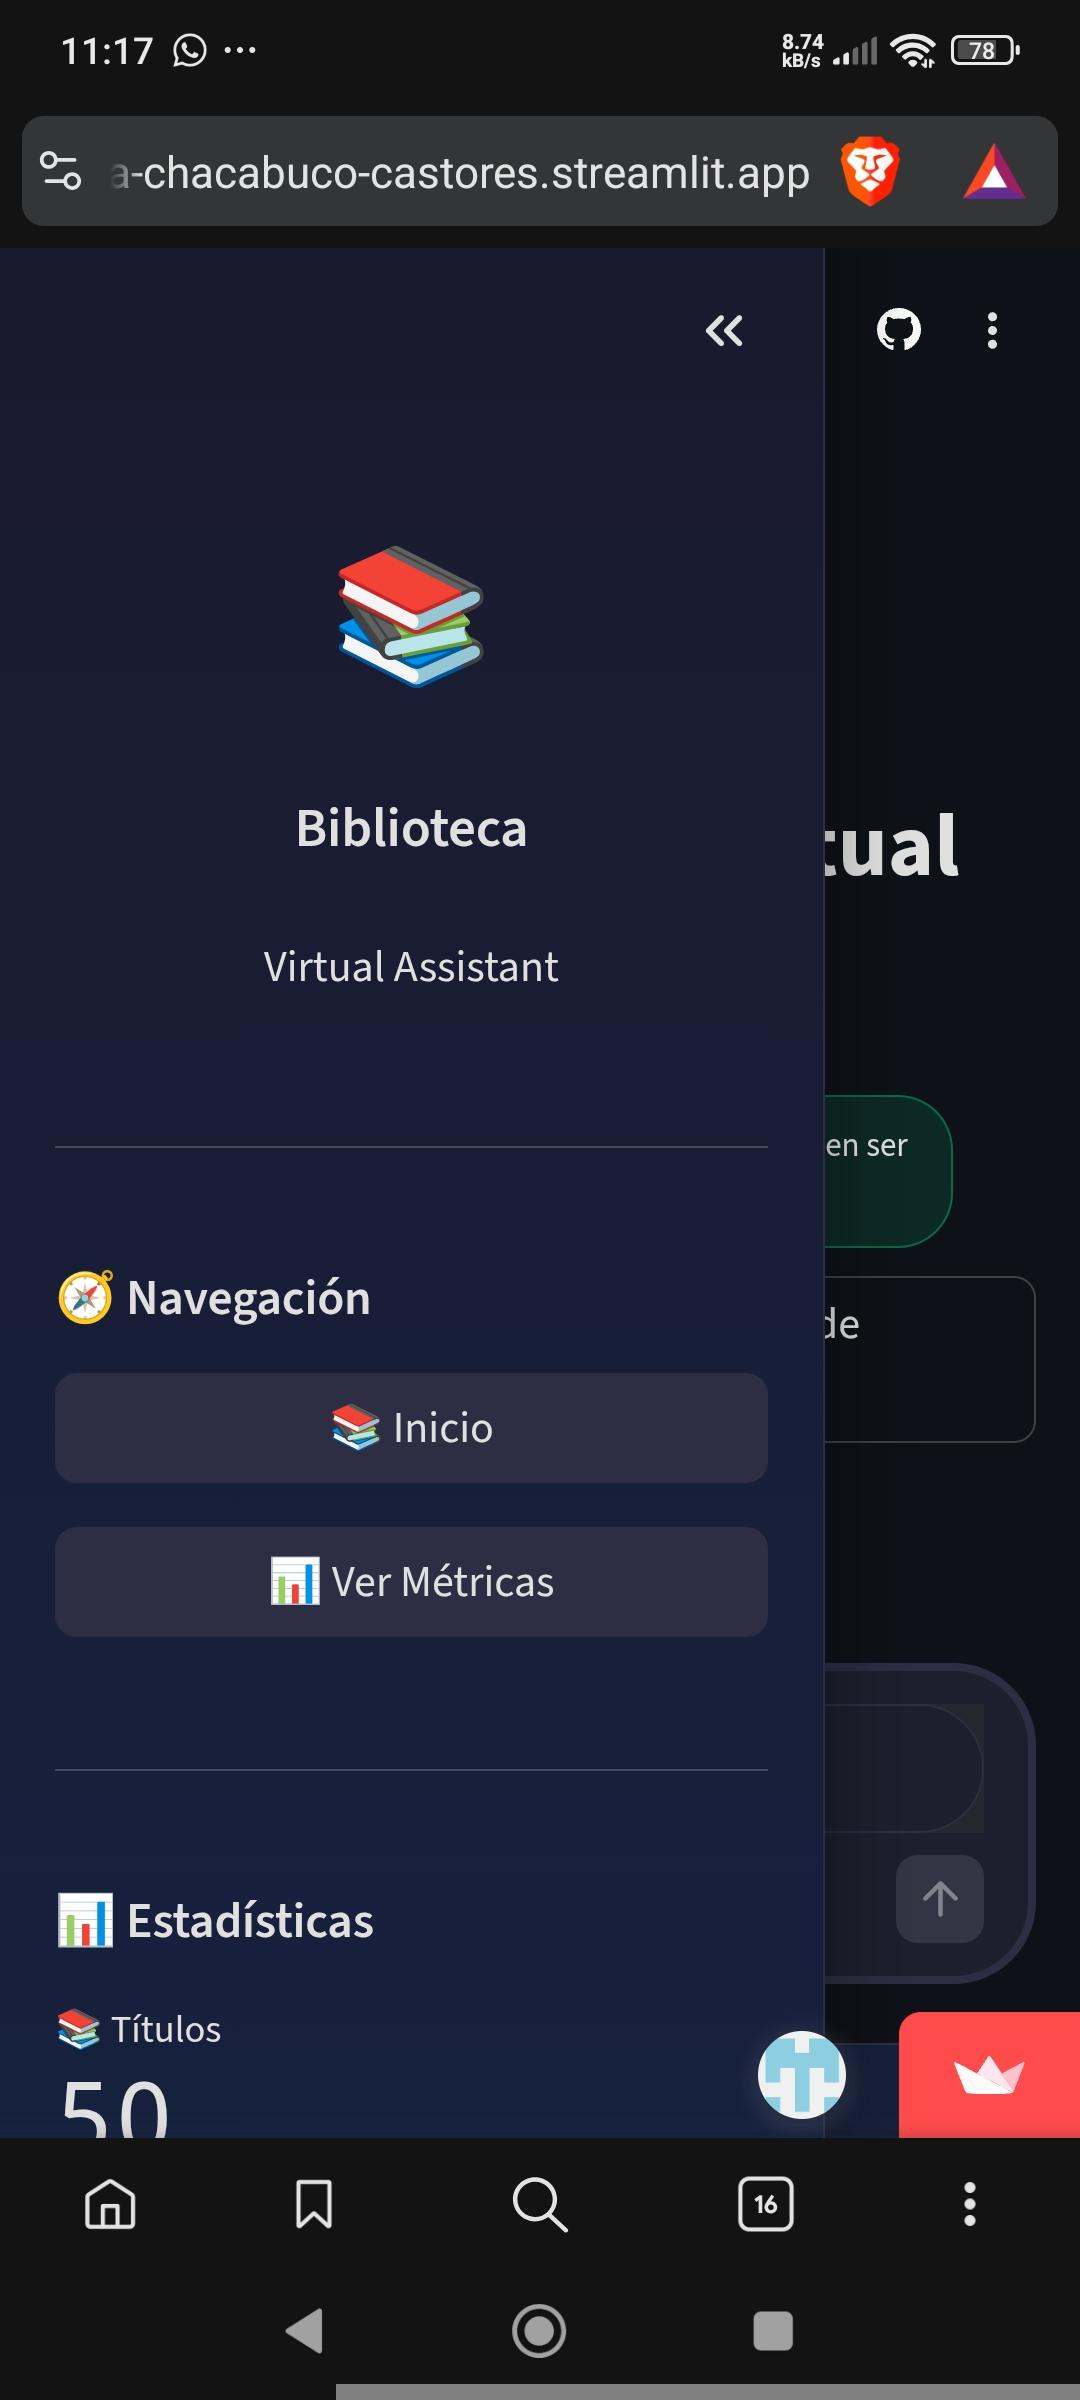 11:17
8.74
kB/s
78
a-chacabuco-castores.streamlit.app
Biblioteca
tual
Virtual Assistant
en ser
Navegación
de
Inicio
Ver Métricas
Estadísticas
Títulos
50
16